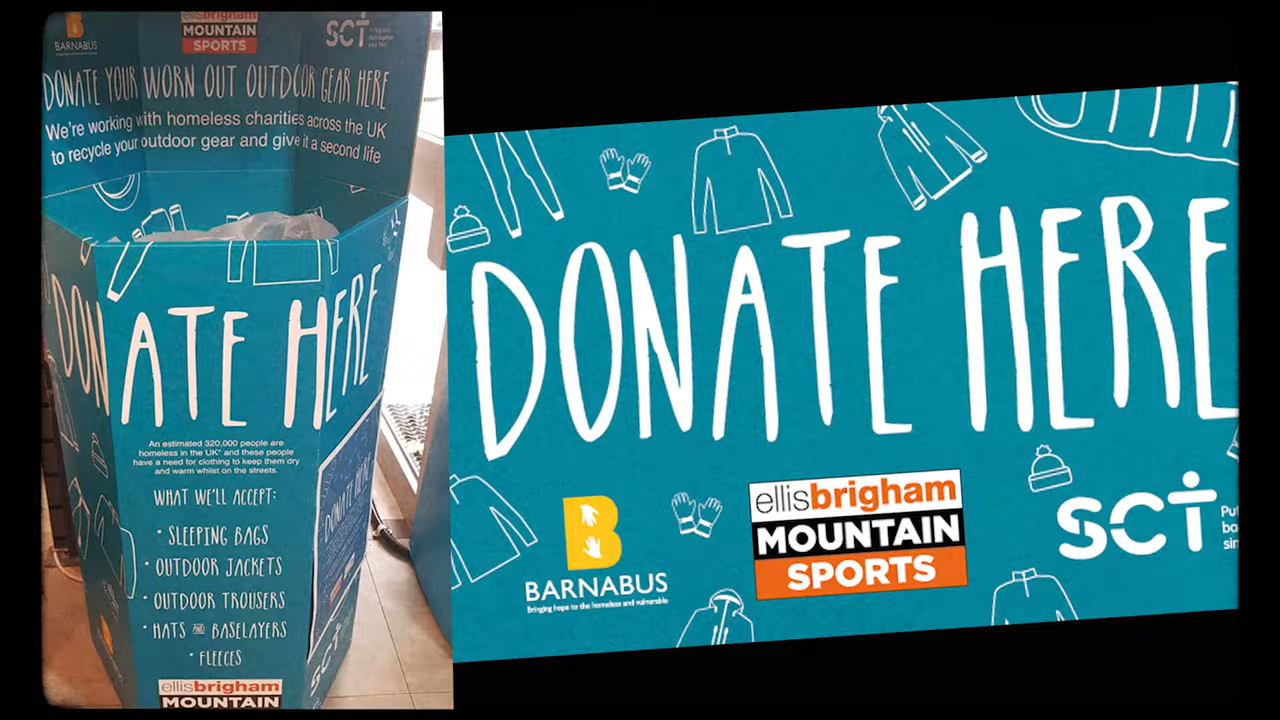 BARNABUS
ellisbrigham
MOUNTAIN
SPORTS
SCT
DONATE YOUR WORN OUT OUTDOOR GEAR HERE
We're working with homeless charities across the UK
to recycle your outdoor gear and give it a second life
DONATE HERE
An estimated 320,000 people are
homeless in the UK* and these people
have a need for clothing to keep them dry
and warm whilst on the streets.
WHAT WE'LL ACCEPT:
• SLEEPING BAGS
• OUTDOOR JACKETS
• OUTDOOR TROUSERS
• HATS AND BASELAYERS
• FLEECES
ellisbrigham
MOUNTAIN
DONATE HERE
SCT
DONATE HERE
B
BARNABUS
Bringing hope to the homeless and vulnerable
ellisbrigham
MOUNTAIN
SPORTS
SCT